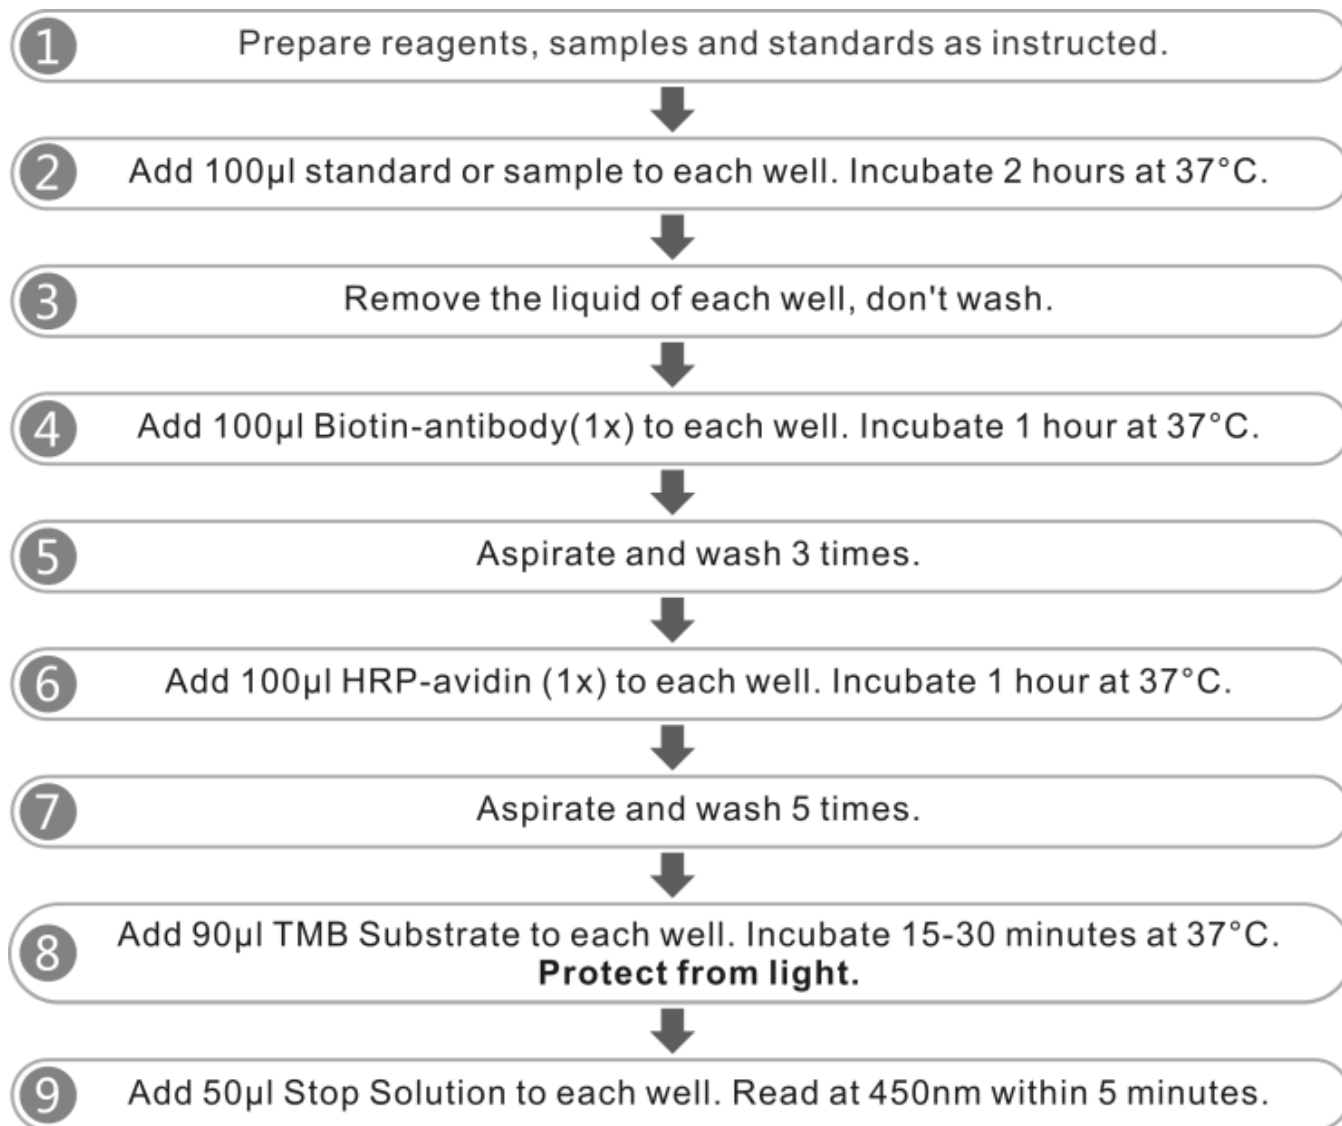 1 Prepare reagents, samples and standards as instructed.
2 Add 100µl standard or sample to each well. Incubate 2 hours at 37°C.
3 Remove the liquid of each well, don't wash.
4 Add 100µl Biotin-antibody(1x) to each well. Incubate 1 hour at 37°C.
5 Aspirate and wash 3 times.
6 Add 100µl HRP-avidin (1x) to each well. Incubate 1 hour at 37°C.
7 Aspirate and wash 5 times.
8 Add 90µl TMB Substrate to each well. Incubate 15-30 minutes at 37°C.
Protect from light.
9 Add 50µl Stop Solution to each well. Read at 450nm within 5 minutes.